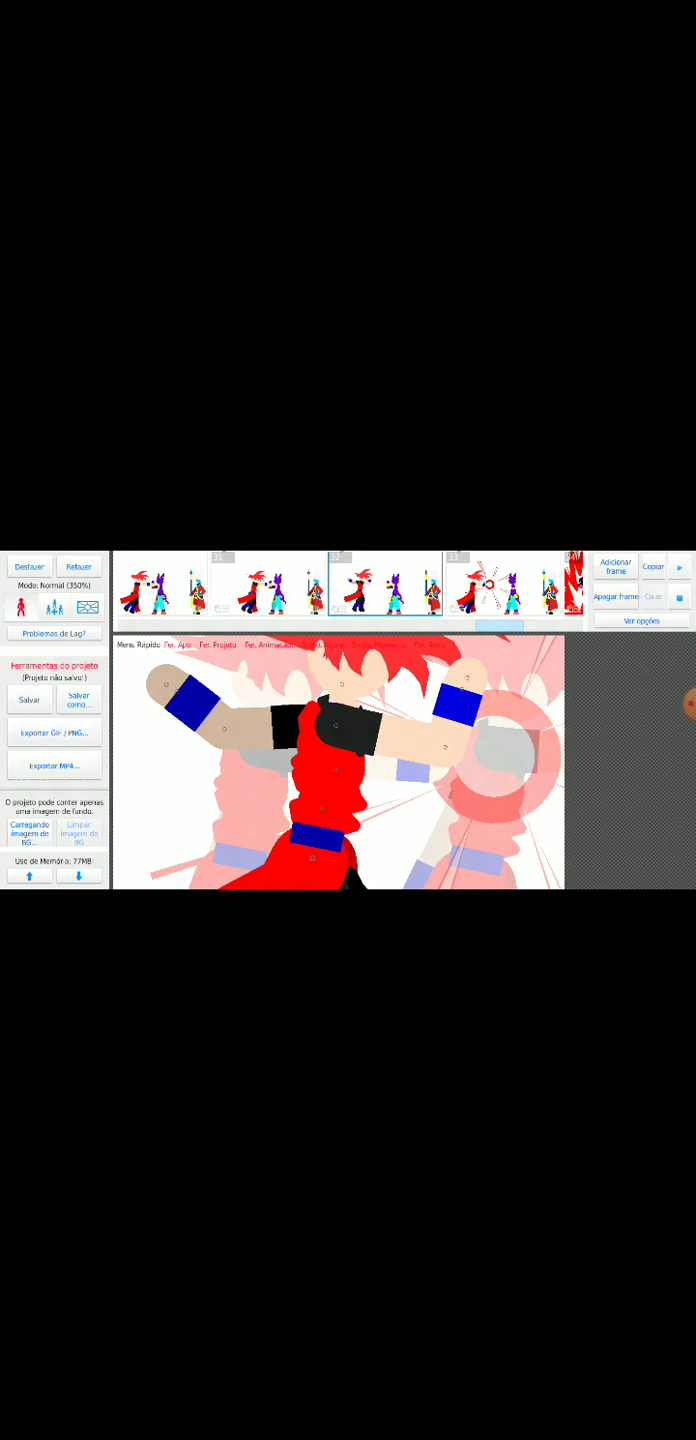 Desfazer Refazer
Modo: Normal (350%)
Problemas de Lag?
Ferramentas do projeto
(Projeto não salvo!)
Salvar Salvar como...
Exportar GIF / PNG...
Exportar MP4...
O projeto pode conter apenas
uma imagem de fundo.
Carregando imagem de BG... Limpar imagem de BG
Uso de Memória: 77MB
31 32 33
Adicionar frame Copiar
Apagar frame Colar
Ver opções
Menu Rápido Fer. App Fer. Projeto Fer. Animação